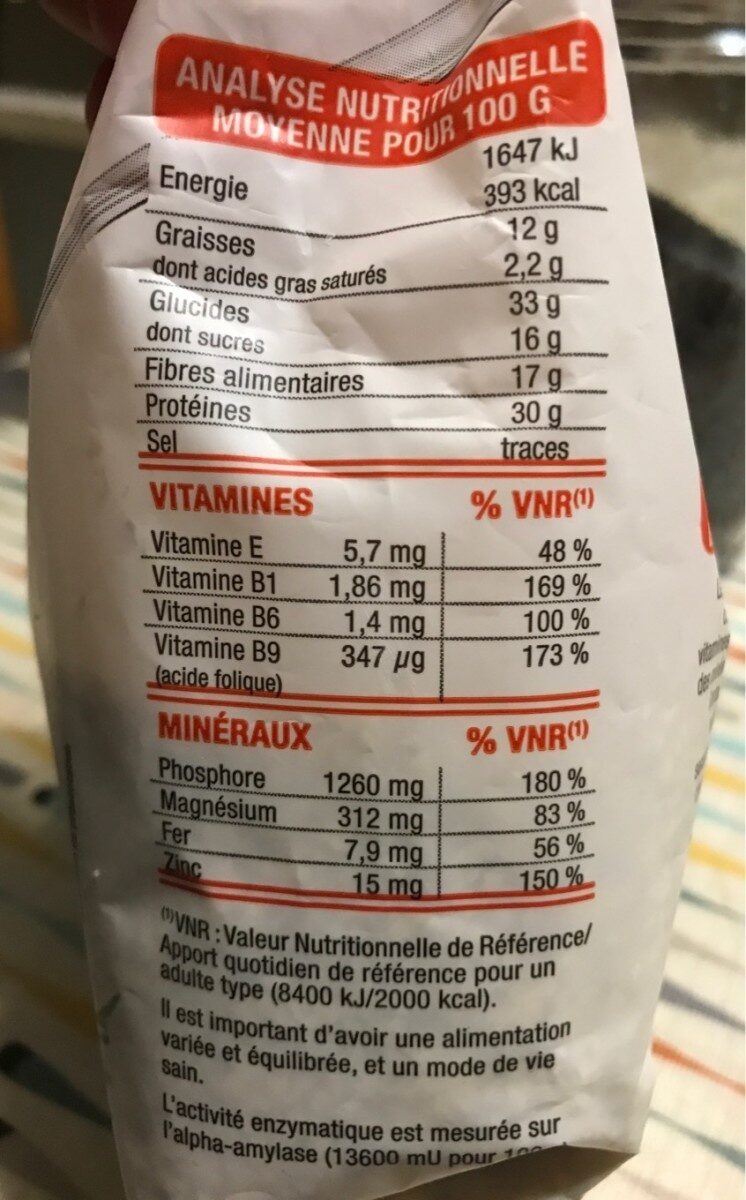 ANALYSE NUTRITIONNELLE
MOYENNE POUR 100 G
Energie 1647 kJ
393 kcal
Graisses 12 g
dont acides gras saturés 2,2 g
Glucides 33 g
dont sucres 16 g
Fibres alimentaires 17 g
Protéines 30 g
Sel traces
VITAMINES % VNR(1)
Vitamine E 5,7 mg 48 %
Vitamine B1 1,86 mg 169 %
Vitamine B6 1,4 mg 100 %
Vitamine B9 347 µg 173 %
(acide folique)
MINÉRAUX % VNR(1)
Phosphore 1260 mg 180 %
Magnésium 312 mg 83 %
Fer 7,9 mg 56 %
Zinc 15 mg 150 %
(1)VNR : Valeur Nutritionnelle de Référence/
Apport quotidien de référence pour un
adulte type (8400 kJ/2000 kcal).
Il est important d'avoir une alimentation
variée et équilibrée, et un mode de vie
sain.
L'activité enzymatique est mesurée sur
l'alpha-amylase (13600 mU pour